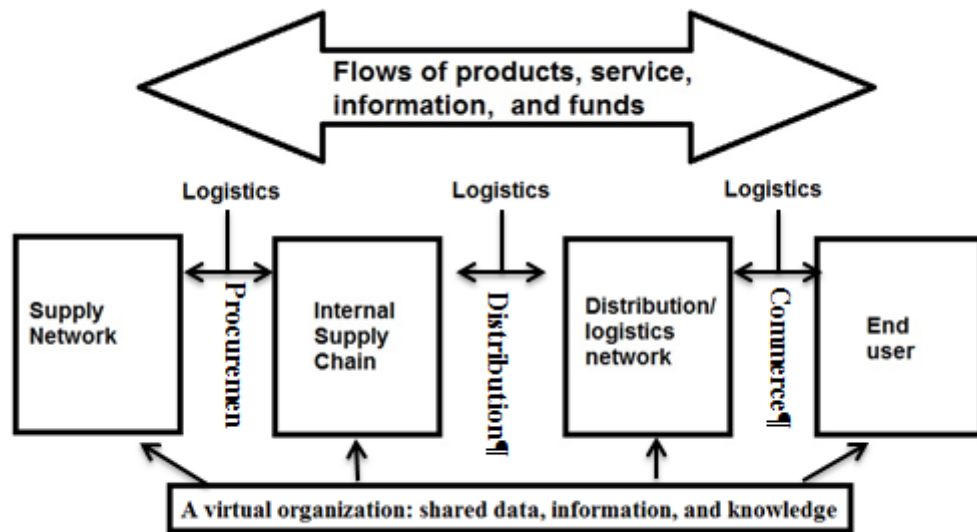 Flows of products, service,
information, and funds
Logistics
Logistics
Logistics
Supply
Network
Procuremen
Internal
Supply
Chain
Distribution¶
Distribution/
logistics
network
Commerce¶
End
user
A virtual organization: shared data, information, and knowledge